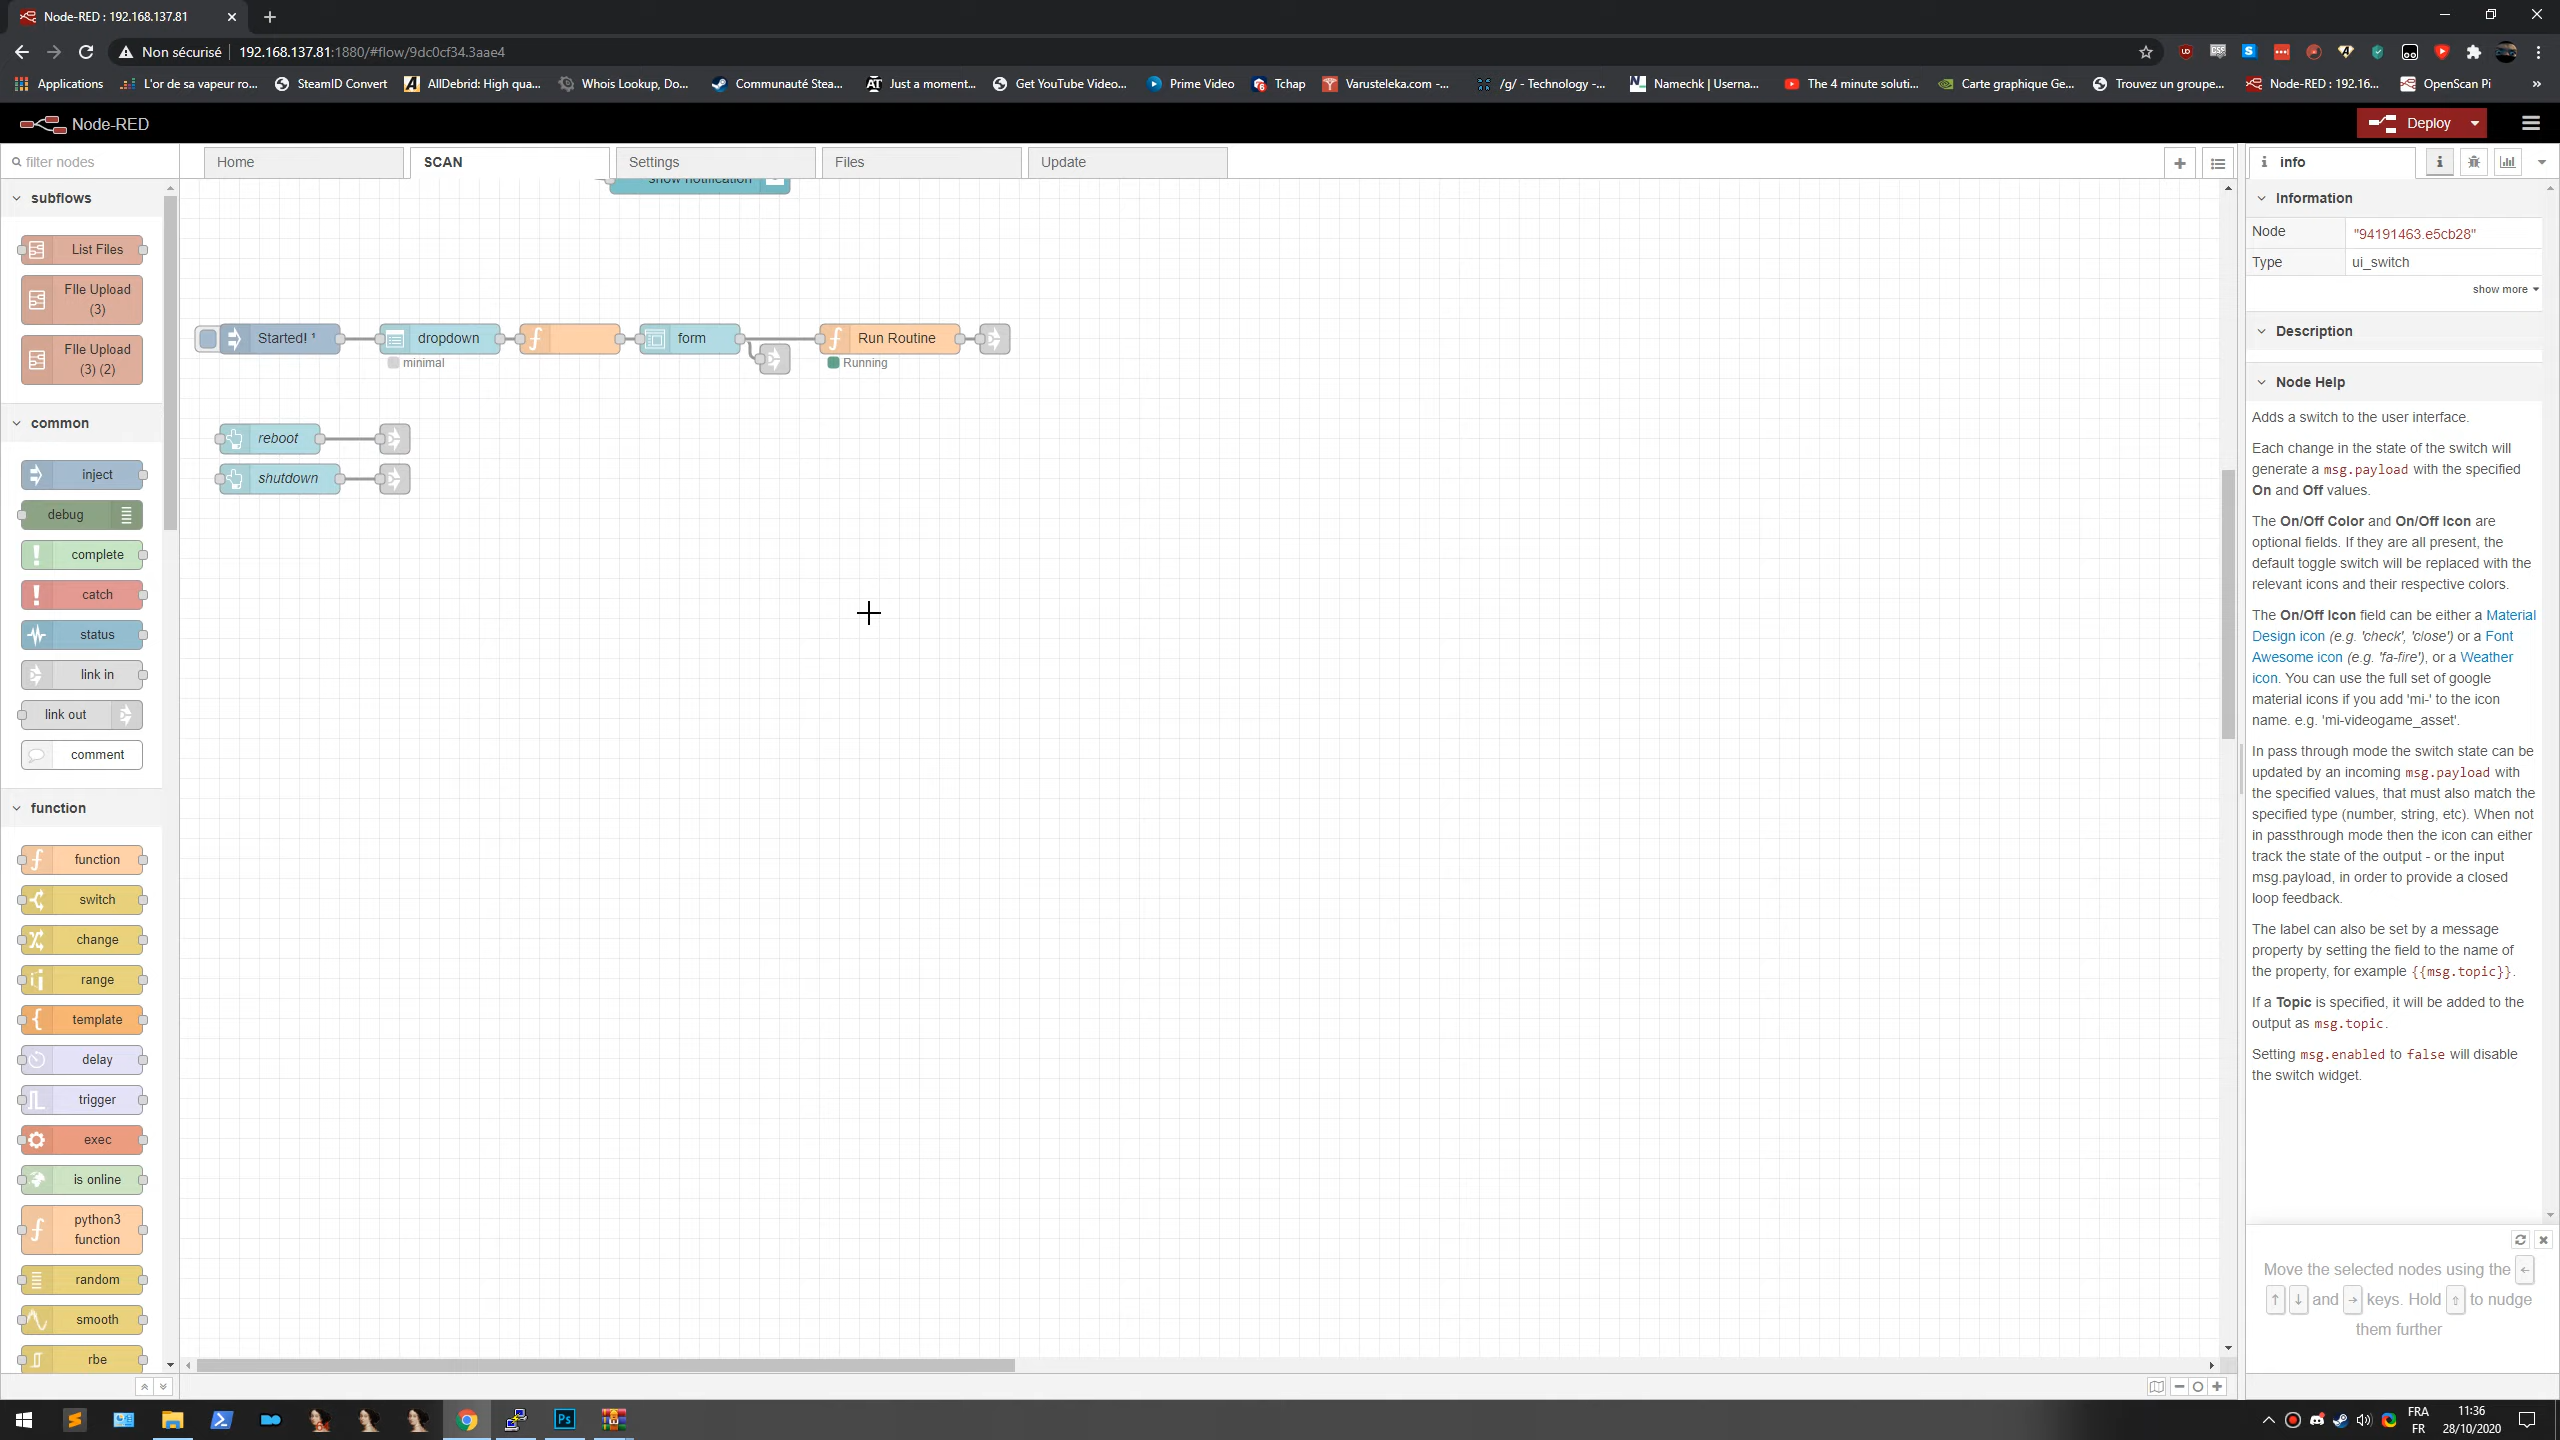 Node-RED : 192.168.137.81
Non sécurisé
192.168.137.81:1880/#flow/9dc0cf34.3aae4
Applications
L'or de sa vapeur ro...
SteamID Convert
AllDebrid: High qua...
Whois Lookup, Do...
Communauté Stea...
Just a moment...
Get YouTube Video...
Prime Video
Tchap
Varusteleka.com -...
/g/ - Technology -...
Namechk | Userna...
The 4 minute soluti...
Carte graphique Ge...
Trouvez un groupe...
Node-RED : 192.16...
OpenScan Pi
Node-RED
Deploy
filter nodes
Home
SCAN
Settings
Files
Update
info
subflows
List Files
FIle Upload
(3)
FIle Upload
(3) (2)
common
inject
debug
complete
catch
status
link in
link out
comment
function
function
switch
change
range
template
delay
trigger
exec
is online
python3
function
random
smooth
rbe
show notification
Started! ¹
dropdown
minimal
form
Run Routine
Running
reboot
shutdown
Information
Node
"94191463.e5cb28"
Type
ui_switch
show more
Description
Node Help
Adds a switch to the user interface.
Each change in the state of the switch will
generate a msg.payload with the specified
On and Off values.
The On/Off Color and On/Off Icon are
optional fields. If they are all present, the
default toggle switch will be replaced with the
relevant icons and their respective colors.
The On/Off Icon field can be either a Material
Design icon (e.g. 'check', 'close') or a Font
Awesome icon (e.g. 'fa-fire'), or a Weather
icon. You can use the full set of google
material icons if you add 'mi-' to the icon
name. e.g. 'mi-videogame_asset'.
In pass through mode the switch state can be
updated by an incoming msg.payload with
the specified values, that must also match the
specified type (number, string, etc). When not
in passthrough mode then the icon can either
track the state of the output - or the input
msg.payload, in order to provide a closed
loop feedback.
The label can also be set by a message
property by setting the field to the name of
the property, for example {{msg.topic}}.
If a Topic is specified, it will be added to the
output as msg.topic.
Setting msg.enabled to false will disable
the switch widget.
Move the selected nodes using the ←
↑ ↓ and → keys. Hold ⇧ to nudge
them further
Ps
FRA
FR
11:36
28/10/2020